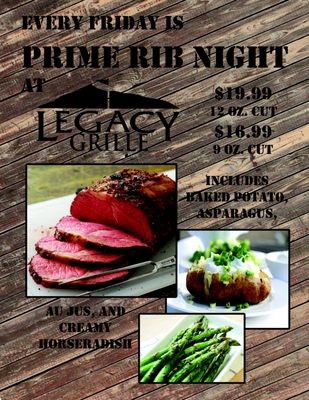 EVERY FRIDAY IS
PRIME RIB NIGHT
AT
LEGACY
GRILLE
$19.99
12 OZ. CUT
$16.99
9 OZ. CUT
INCLUDES
BAKED POTATO,
ASPARAGUS,
AU JUS, AND
CREAMY
HORSERADISH